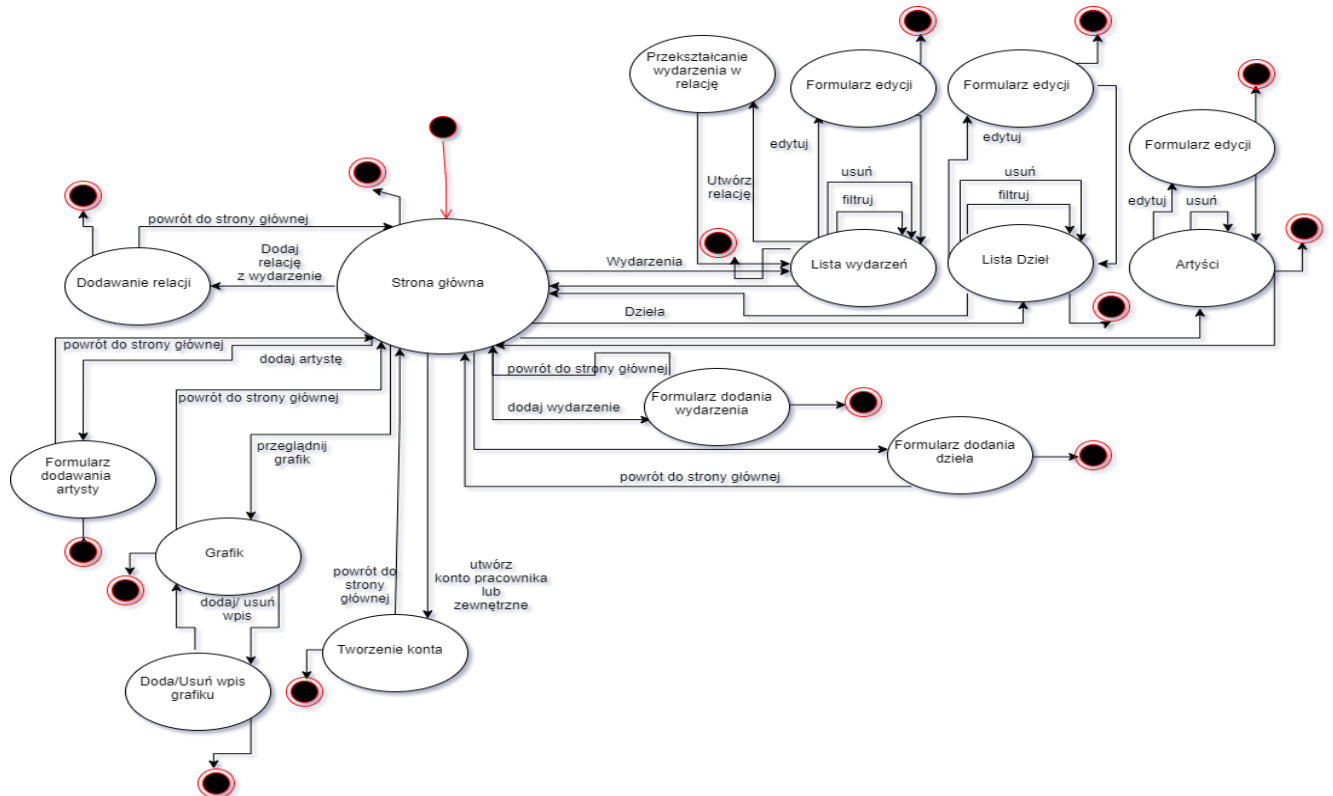 Przekształcanie
wydarzenia w
relację
Formularz edycji
Formularz edycji
Formularz edycji
edytuj
edytuj
edytuj
Utwórz
relację
usuń
filtruj
usuń
filtruj
usuń
Lista wydarzeń
Lista Dzieł
Artyści
powrót do strony głównej
Dodaj
relację
z wydarzenie
Dodawanie relacji
Strona główna
Wydarzenia
Dzieła
powrót do strony głównej
dodaj artystę
powrót do strony głównej
powrót do strony głównej
dodaj wydarzenie
Formularz dodania
wydarzenia
Formularz dodania
dzieła
powrót do strony głównej
przeglądnij
grafik
Formularz
dodawania
artysty
Grafik
dodaj/ usuń
wpis
powrót do
strony
głównej
utwórz
konto pracownika
lub
zewnętrzne
Tworzenie konta
Doda/Usuń wpis
grafiku